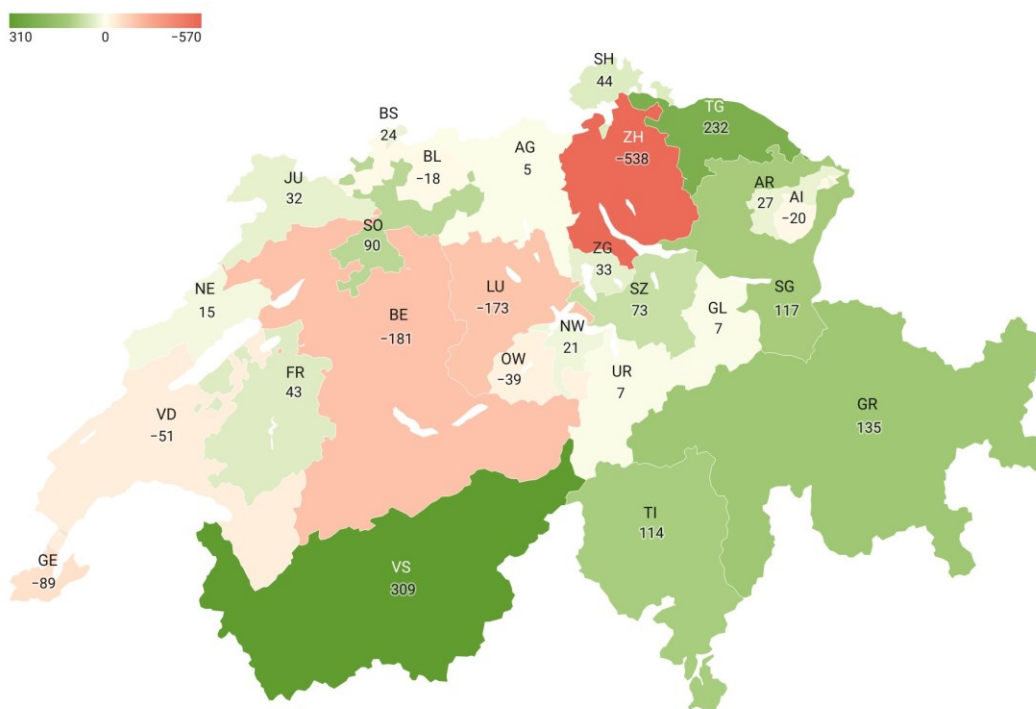 310 0 −570
SH
44
TG
232
BS
24
ZH
−538
AG
5
BL
−18
JU
32
AR
27
AI
−20
SO
90
ZG
33
NE
15
LU
−173
SZ
73
SG
117
BE
−181
GL
7
NW
21
OW
−39
UR
7
FR
43
GR
135
VD
−51
TI
114
GE
−89
VS
309